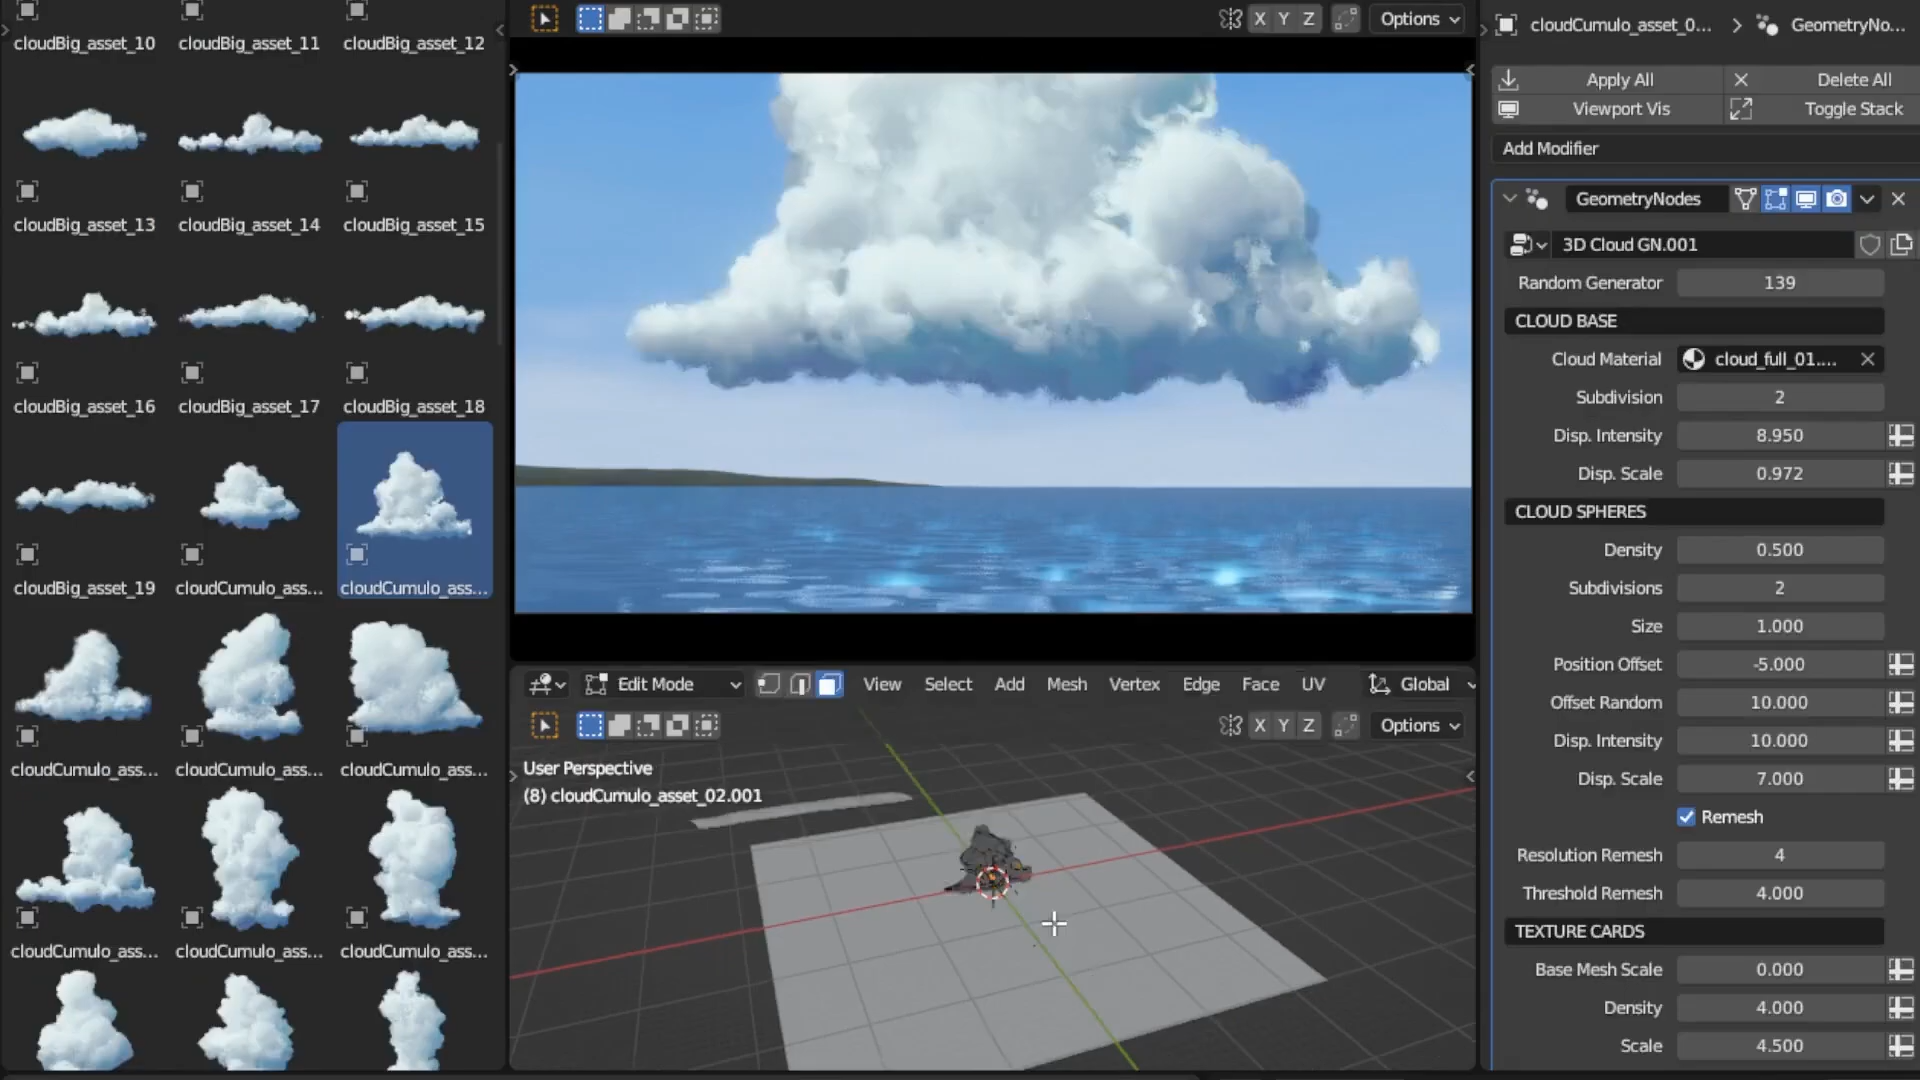 cloudBig_asset_10
cloudBig_asset_11
cloudBig_asset_12
cloudBig_asset_13
cloudBig_asset_14
cloudBig_asset_15
cloudBig_asset_16
cloudBig_asset_17
cloudBig_asset_18
cloudBig_asset_19
cloudCumulo_ass...
cloudCumulo_ass...
cloudCumulo_ass...
cloudCumulo_ass...
cloudCumulo_ass...
cloudCumulo_ass...
cloudCumulo_ass...
cloudCumulo_ass...
X Y Z Options
Edit Mode View Select Add Mesh Vertex Edge Face UV Global
X Y Z Options
User Perspective
(8) cloudCumulo_asset_02.001
cloudCumulo_asset_0... GeometryNo...
Apply All Delete All
Viewport Vis Toggle Stack
Add Modifier
GeometryNodes
3D Cloud GN.001
Random Generator 139
CLOUD BASE
Cloud Material cloud_full_01....
Subdivision 2
Disp. Intensity 8.950
Disp. Scale 0.972
CLOUD SPHERES
Density 0.500
Subdivisions 2
Size 1.000
Position Offset -5.000
Offset Random 10.000
Disp. Intensity 10.000
Disp. Scale 7.000
Remesh
Resolution Remesh 4
Threshold Remesh 4.000
TEXTURE CARDS
Base Mesh Scale 0.000
Density 4.000
Scale 4.500